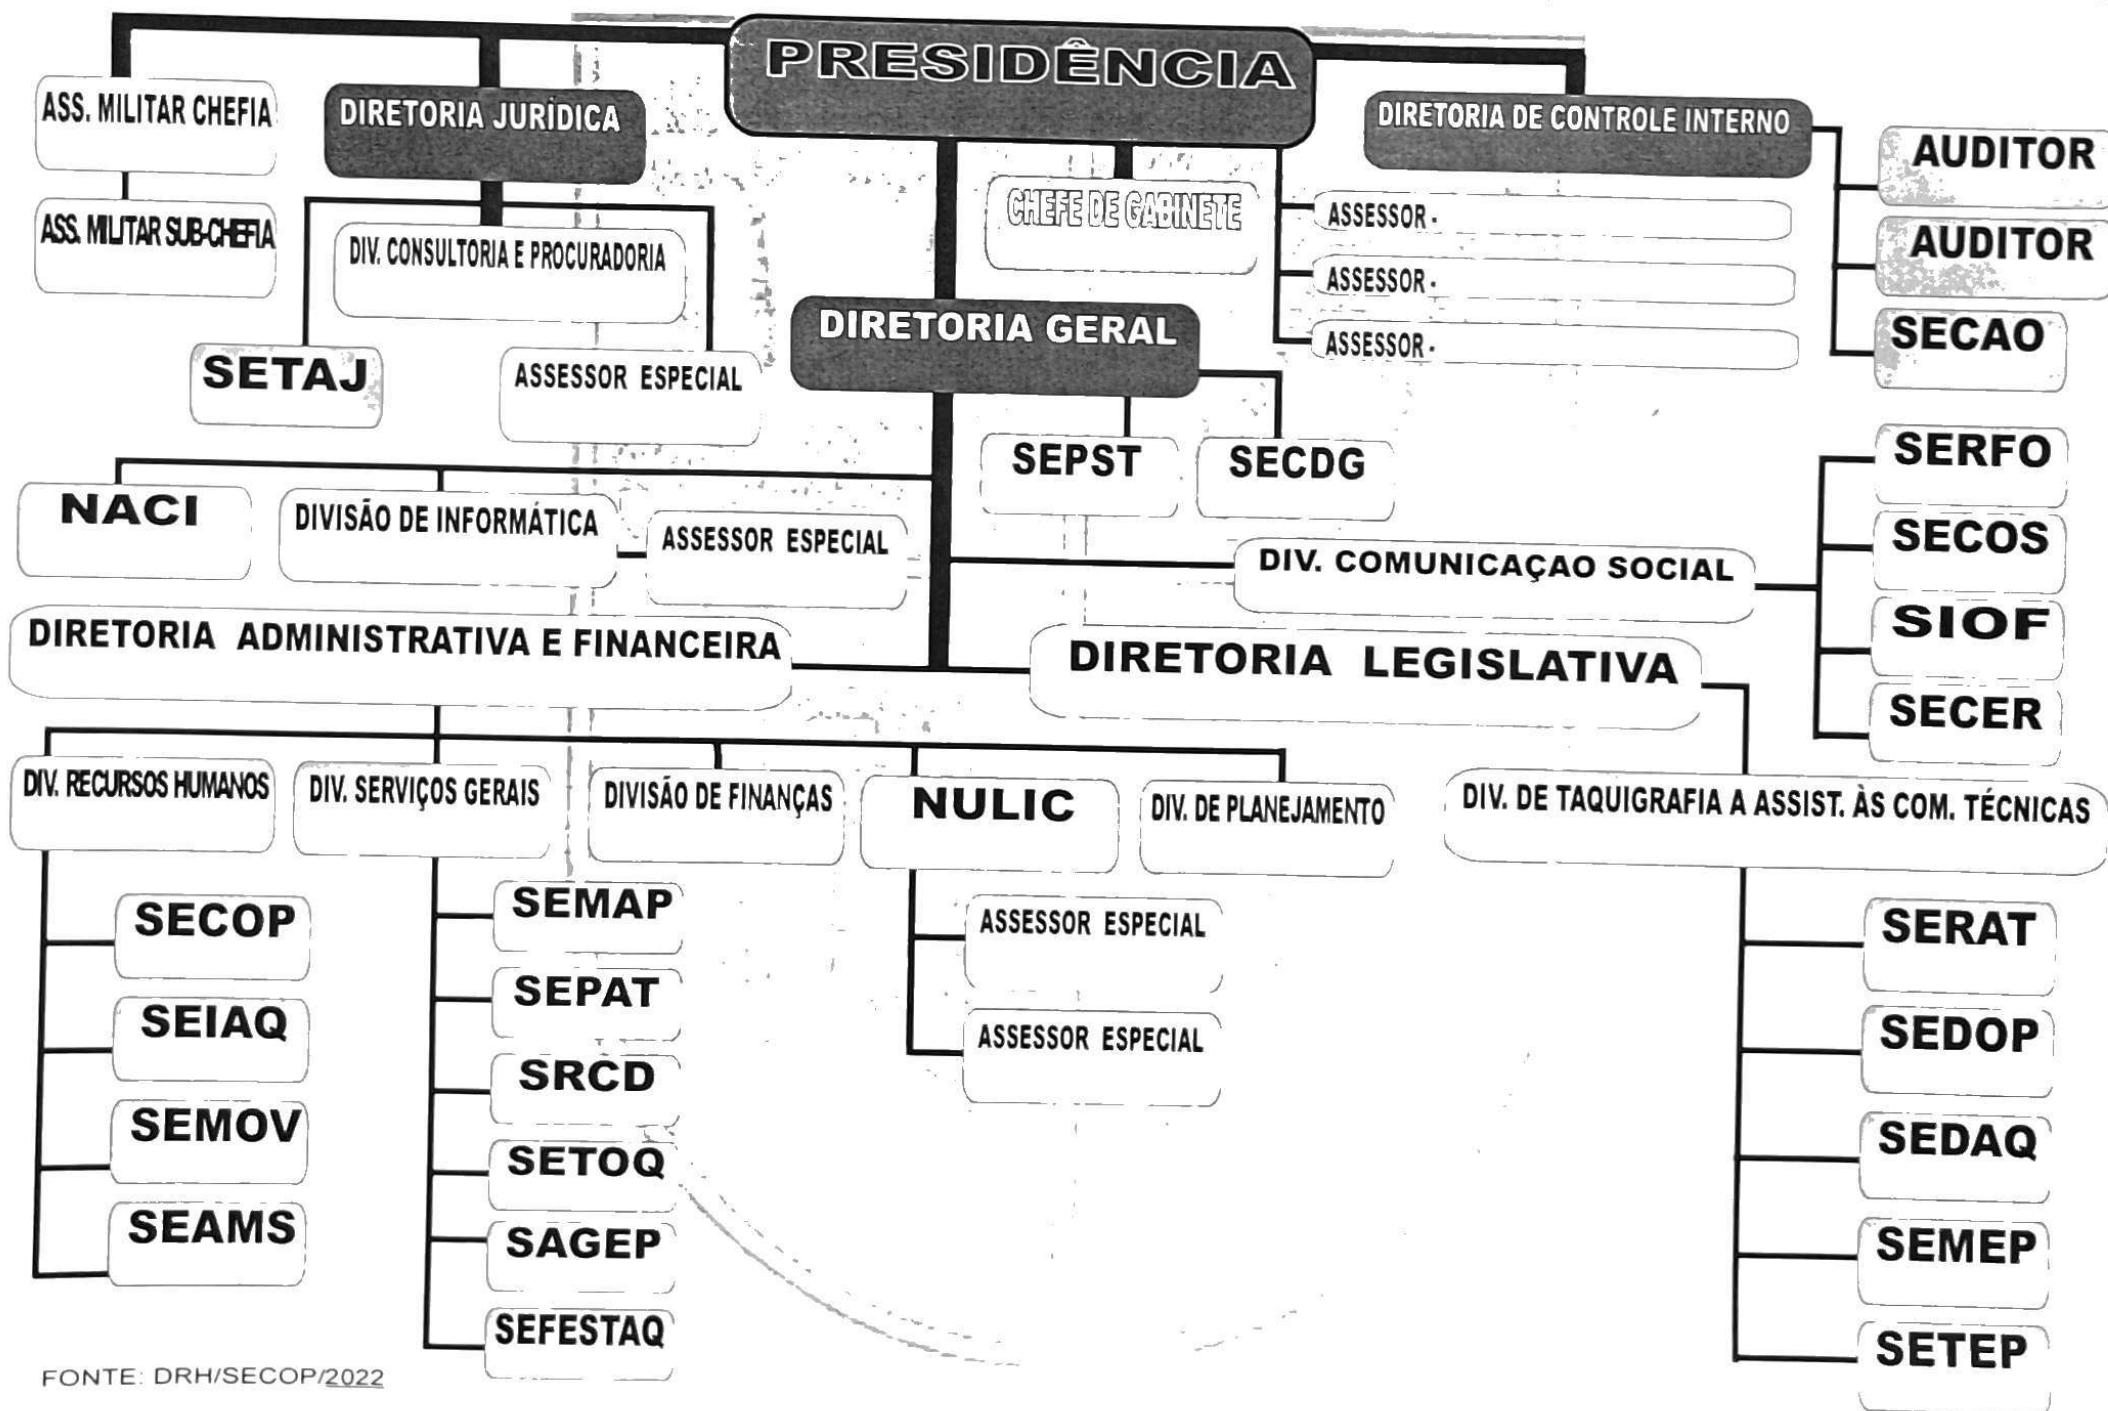 PRESIDÊNCIA
ASS. MILITAR CHEFIA
DIRETORIA JURÍDICA
DIRETORIA DE CONTROLE INTERNO
AUDITOR
ASS. MILITAR SUB-CHEFIA
DIV. CONSULTORIA E PROCURADORIA
CHEFE DE GABINETE
ASSESSOR -
AUDITOR
ASSESSOR -
DIRETORIA GERAL
ASSESSOR -
SECAO
SETAJ
ASSESSOR ESPECIAL
SEPST
SECDG
SERFO
NACI
DIVISÃO DE INFORMÁTICA
ASSESSOR ESPECIAL
SECOS
DIV. COMUNICAÇAO SOCIAL
SIOF
DIRETORIA ADMINISTRATIVA E FINANCEIRA
DIRETORIA LEGISLATIVA
SECER
DIV. RECURSOS HUMANOS
DIV. SERVIÇOS GERAIS
DIVISÃO DE FINANÇAS
NULIC
DIV. DE PLANEJAMENTO
DIV. DE TAQUIGRAFIA A ASSIST. ÀS COM. TÉCNICAS
SECOP
SEMAP
ASSESSOR ESPECIAL
SERAT
SEIAQ
SEPAT
ASSESSOR ESPECIAL
SEDOP
SRCD
SEMOV
SETOQ
SEDAQ
SEAMS
SAGEP
SEMEP
SEFESTAQ
SETEP
FONTE: DRH/SECOP/2022